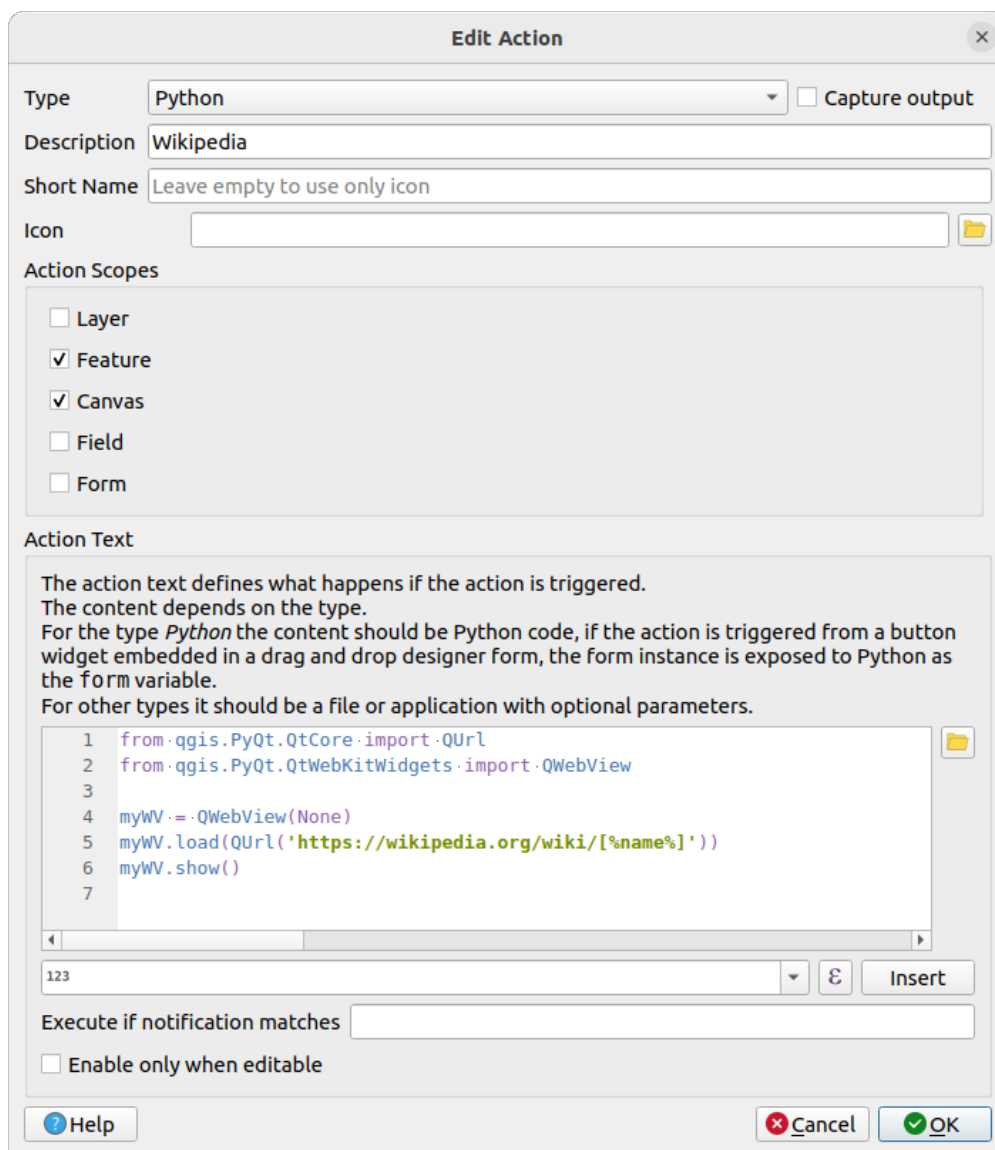 Edit Action
Type Python Capture output
Description Wikipedia
Short Name Leave empty to use only icon
Icon
Action Scopes
Layer
Feature
Canvas
Field
Form
Action Text
The action text defines what happens if the action is triggered.
The content depends on the type.
For the type Python the content should be Python code, if the action is triggered from a button
widget embedded in a drag and drop designer form, the form instance is exposed to Python as
the form variable.
For other types it should be a file or application with optional parameters.
1 from·qgis.PyQt.QtCore·import·QUrl
2 from·qgis.PyQt.QtWebKitWidgets·import·QWebView
3
4 myWV·=·QWebView(None)
5 myWV.load(QUrl('https://wikipedia.org/wiki/[%name%]'))
6 myWV.show()
7
123 ε Insert
Execute if notification matches
Enable only when editable
Help Cancel OK